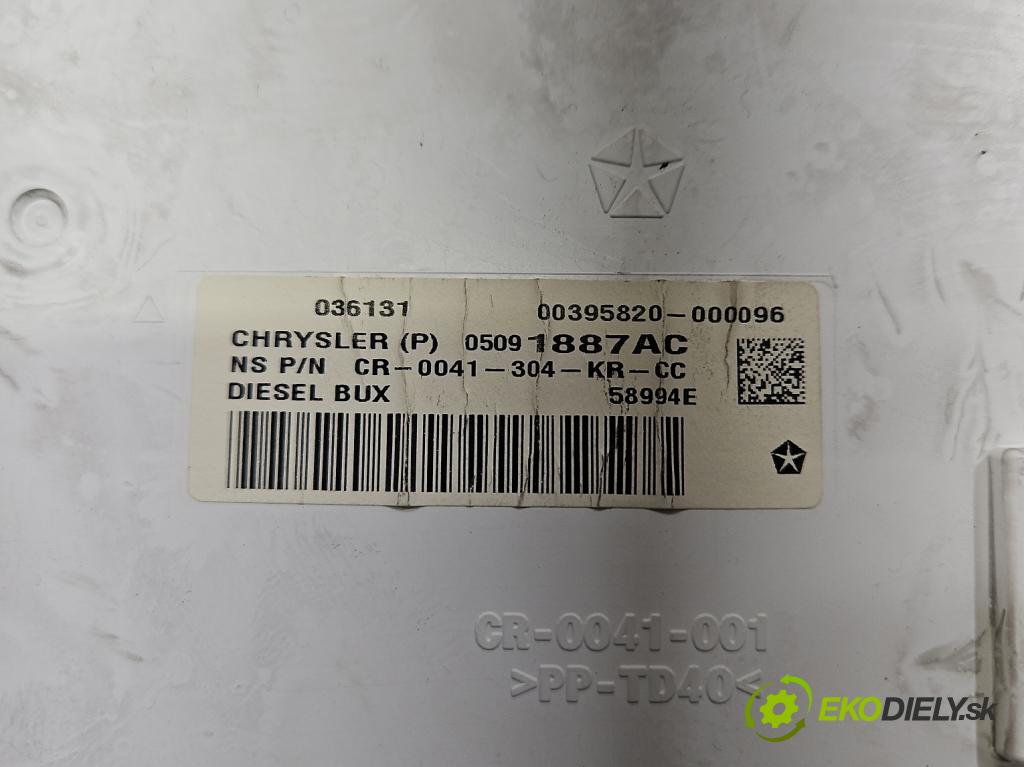 036131 00395820-000096
CHRYSLER (P) 05091887AC
NS P/N CR-0041-304-KR-CC
DIESEL BUX 58994E
CR-0041-001
>PP-TD40<
EKODIELY.sk